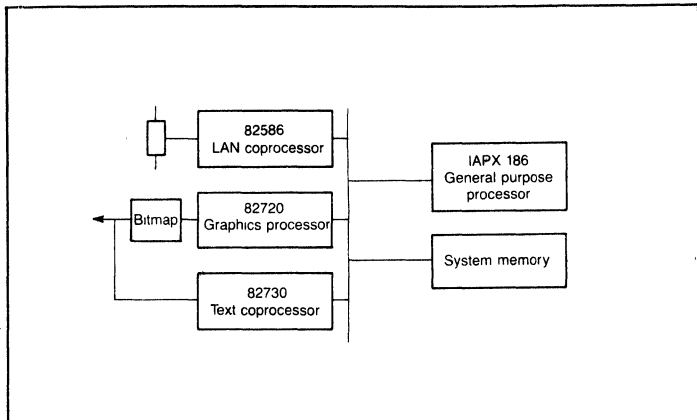 82586
LAN coprocessor
IAPX 186
General purpose
processor
Bitmap
82720
Graphics processor
System memory
82730
Text coprocessor